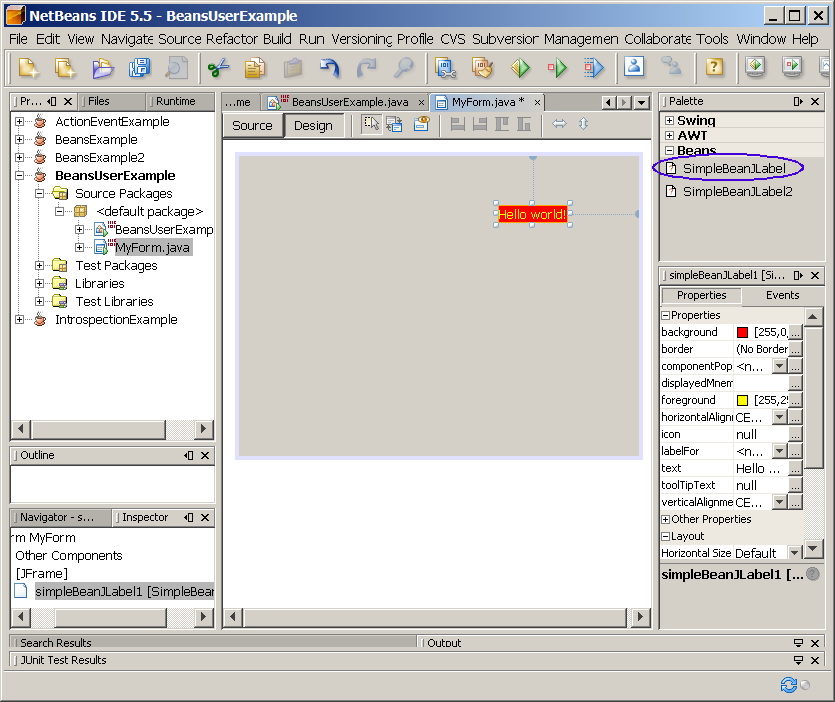 NetBeans IDE 5.5 - BeansUserExample
File Edit View Navigate Source Refactor Build Run Versioning Profile CVS Subversion Managemen Collaborate Tools Window Help
Pr... Files Runtime
ActionEventExample
BeansExample
BeansExample2
BeansUserExample
Source Packages
<default package>
BeansUserExamp
MyForm.java
Test Packages
Libraries
Test Libraries
IntrospectionExample
Outline
Navigator - s... Inspector
rm MyForm
Other Components
[JFrame]
simpleBeanJLabel1 [SimpleBear
...me BeansUserExample.java MyForm.java *
Source Design
Hello world!
Palette
Swing
AWT
Beans
SimpleBeanJLabel
SimpleBeanJLabel2
simpleBeanJLabel1 [Si...
Properties Events
Properties
background [255,0, ...
border (No Border ...
componentPop <n... ...
displayedMnem ...
foreground [255,25 ...
horizontalAlignm CE... ...
icon null ...
labelFor <n... ...
text Hello ... ...
toolTipText null ...
verticalAlignme CE... ...
Other Properties
Layout
Horizontal Size Default ...
simpleBeanJLabel1 [... ?
Search Results
Output
JUnit Test Results